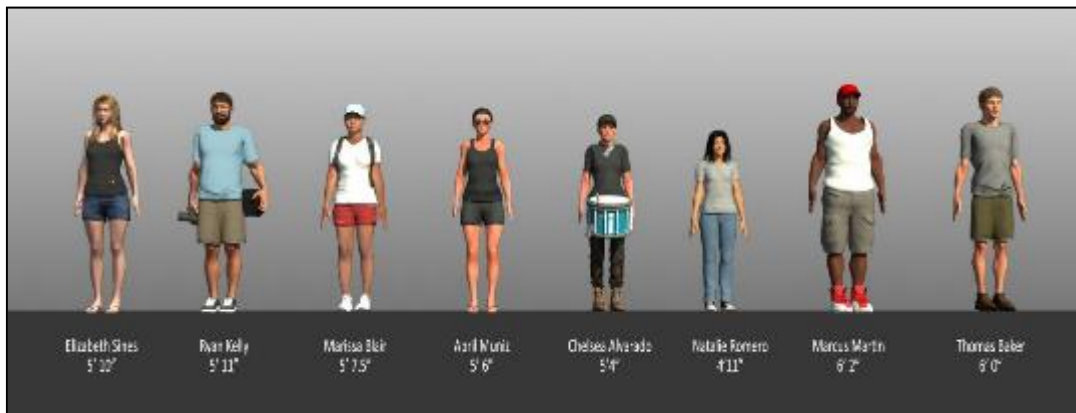 Elizabeth Sines
5' 10"
Ryan Kelly
5' 11"
Marissa Blair
5' 7.5"
April Muniz
5' 6"
Chelsea Alvarado
5'4"
Natalie Romero
4'11"
Marcus Martin
6' 2"
Thomas Baker
6' 0"